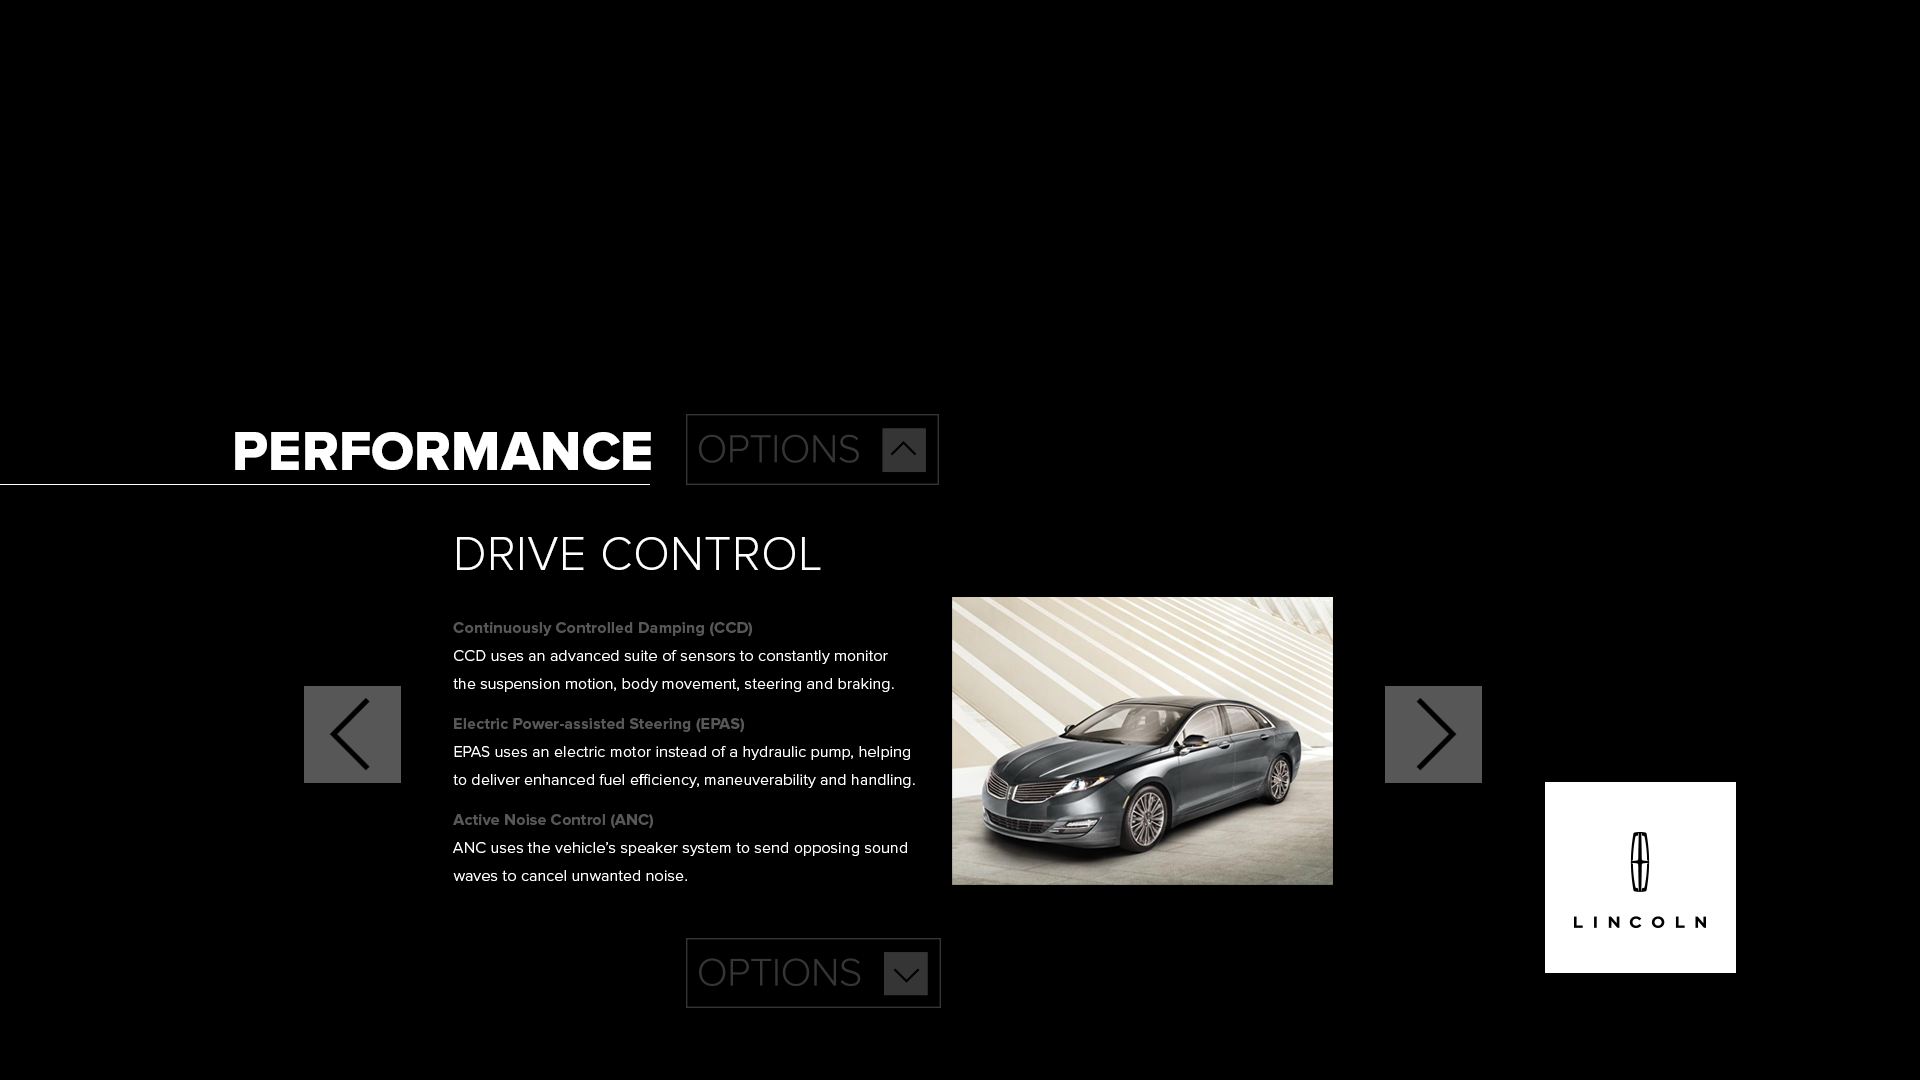 PERFORMANCE
OPTIONS
DRIVE CONTROL
Continuously Controlled Damping (CCD)
CCD uses an advanced suite of sensors to constantly monitor
the suspension motion, body movement, steering and braking.
Electric Power-assisted Steering (EPAS)
EPAS uses an electric motor instead of a hydraulic pump, helping
to deliver enhanced fuel efficiency, maneuverability and handling.
Active Noise Control (ANC)
ANC uses the vehicle’s speaker system to send opposing sound
waves to cancel unwanted noise.
LINCOLN
OPTIONS